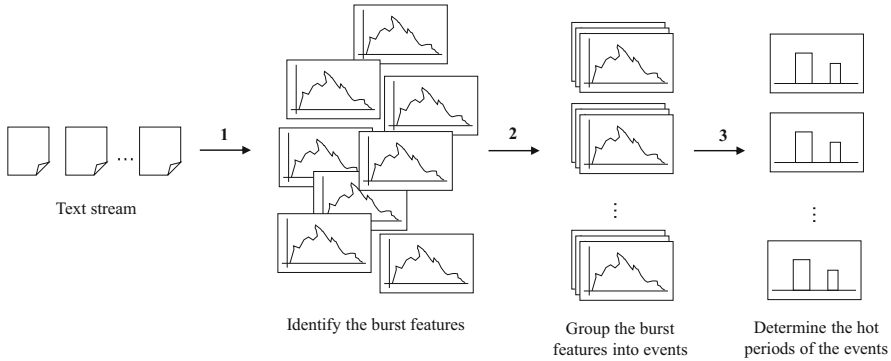 1
2
3
...
Text stream
⋮
⋮
Identify the burst features
Group the burst
features into events
Determine the hot
periods of the events